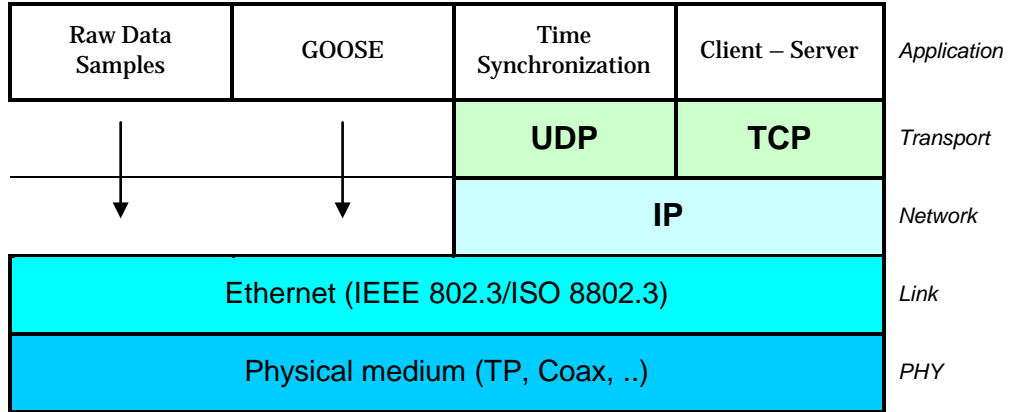 Raw Data
Samples
GOOSE
Time
Synchronization
Client – Server
Application
UDP
TCP
Transport
IP
Network
Ethernet (IEEE 802.3/ISO 8802.3)
Link
Physical medium (TP, Coax, ..)
PHY